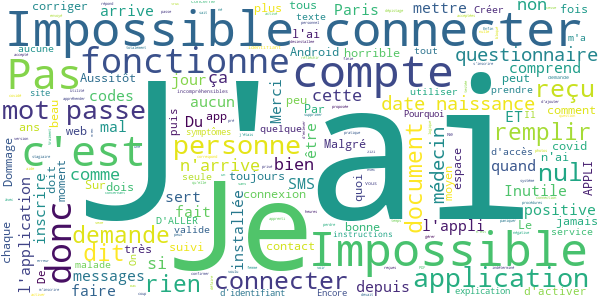 corriger
arrive
plus
tous
texte
Paris
mettre
Créer
non
fois
aucune
Impossible connecter
l'ai
Android
horrible
tout
m'a
Pas
fonctionne
compte
questionnaire
comprend
Aussitôt
site
jour
ça
Merci
cette
utiliser
peut
prendre
mot passe
codes
aucun
peu
Par
date naissance
reçu
ans
beau
web
mal
puis
Du
app
quelque
être
Malgré
Pourquoi
ET
il
comment
remplir
covid
Dommage
c'est
J'ai
symptômes
personne
document
médecin
espace
d'accès
n'ai
quand
nul
APPLI
comme
n'arrive
bien
quoi
Sur
dois
seule
toujours
SMS
moyen
Inutile
chaque
l'application
inscrire
doit
moment
D'ALLER
sert
installée
connexion
vous
positive
donc
demande
fait
Je
contact
bonne
l'appli
Le
jamais
service
De
dit
très
valide
suivi
instructions
Impossible
malade
On
si
messages
rien
connecter
depuis
application
faire
d'identifiant
Encore
explication
d'activer